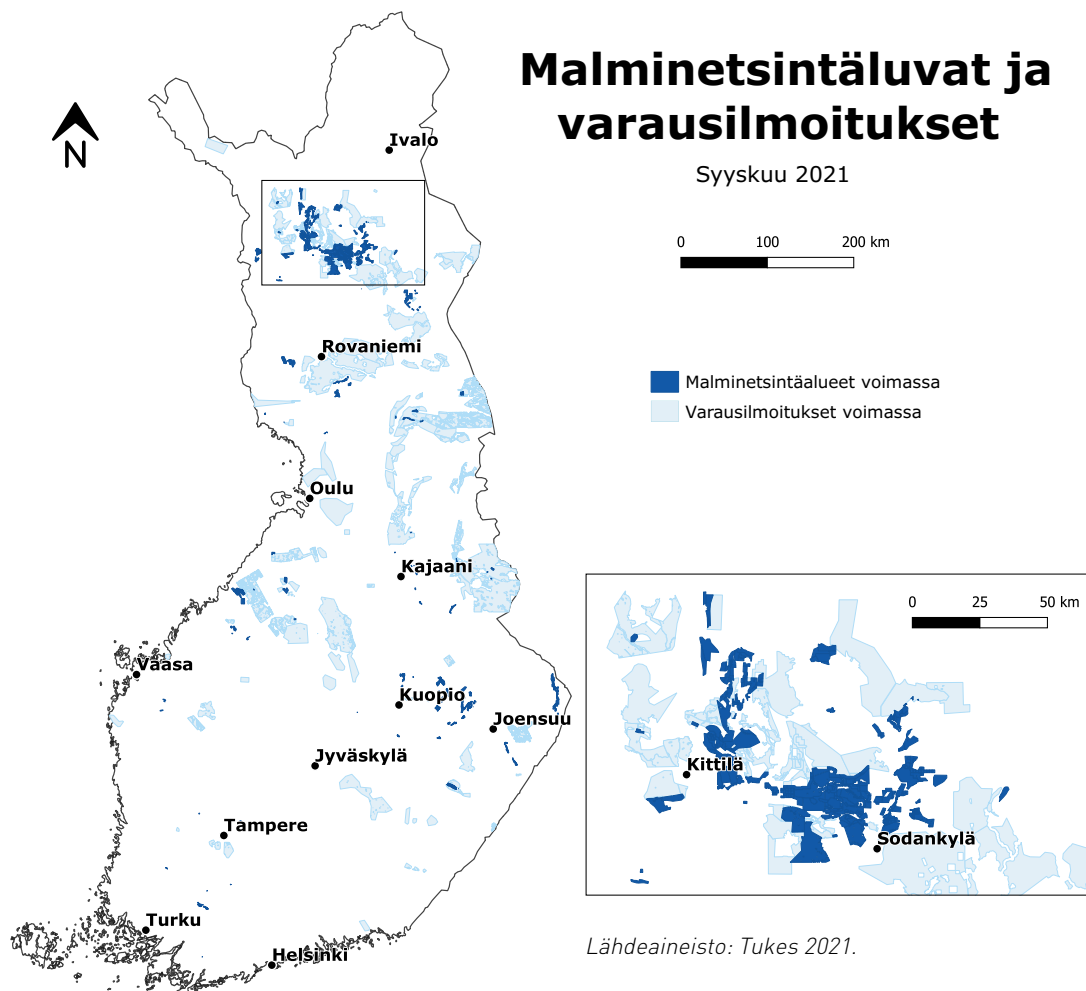 Malminetsintäluvat ja
varausilmoitukset
Syyskuu 2021
N
0 100 200 km
Malminetsintäalueet voimassa
Varausilmoitukset voimassa
Ivalo
Rovaniemi
Oulu
Kajaani
Vaasa
Kuopio
Joensuu
Jyväskylä
Tampere
Turku
Helsinki
0 25 50 km
Kittilä
Sodankylä
Lähdeaineisto: Tukes 2021.